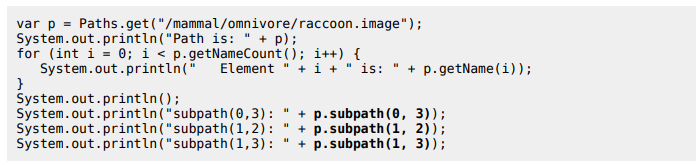 var p = Paths.get("/mammal/omnivore/raccoon.image");
System.out.println("Path is: " + p);
for (int i = 0; i < p.getNameCount(); i++) {
   System.out.println("   Element " + i + " is: " + p.getName(i));
}
System.out.println();
System.out.println("subpath(0,3): " + p.subpath(0, 3));
System.out.println("subpath(1,2): " + p.subpath(1, 2));
System.out.println("subpath(1,3): " + p.subpath(1, 3));